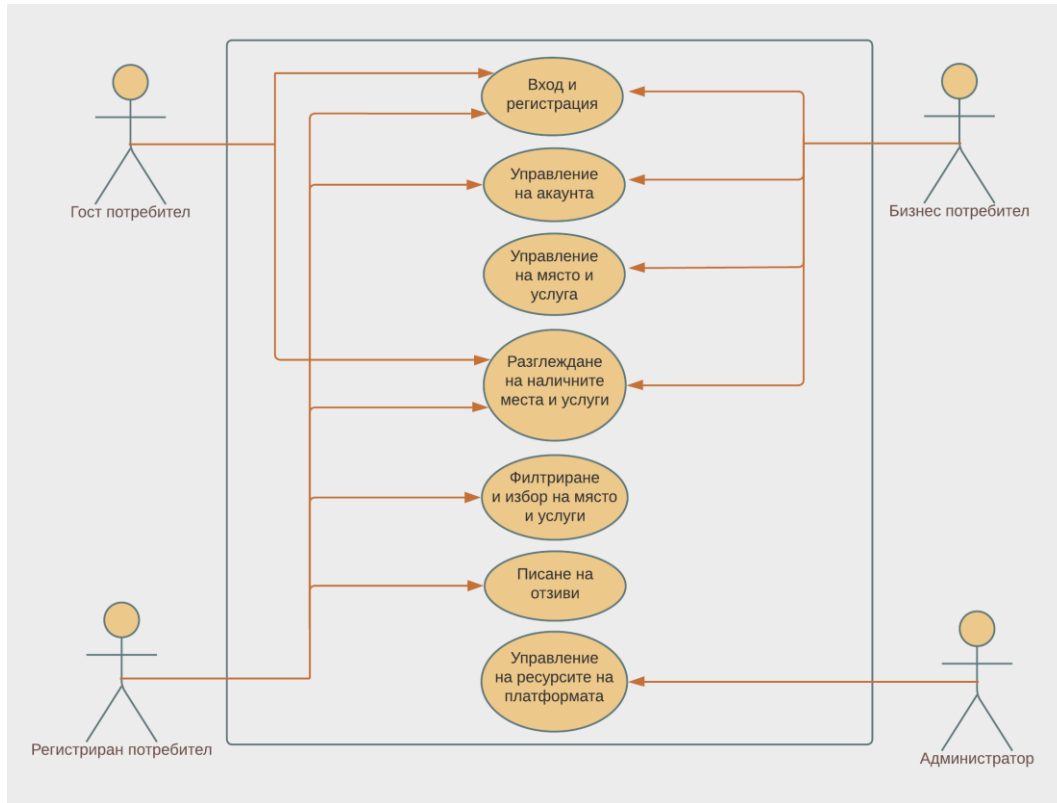 Вход и
регистрация
Гост потребител
Управление
на акаунта
Бизнес потребител
Управление
на място и
услуга
Разглеждане
на наличните
места и услуги
Филтриране
и избор на място
и услуги
Писане на
отзиви
Управление
на ресурсите на
платформата
Регистриран потребител
Администратор